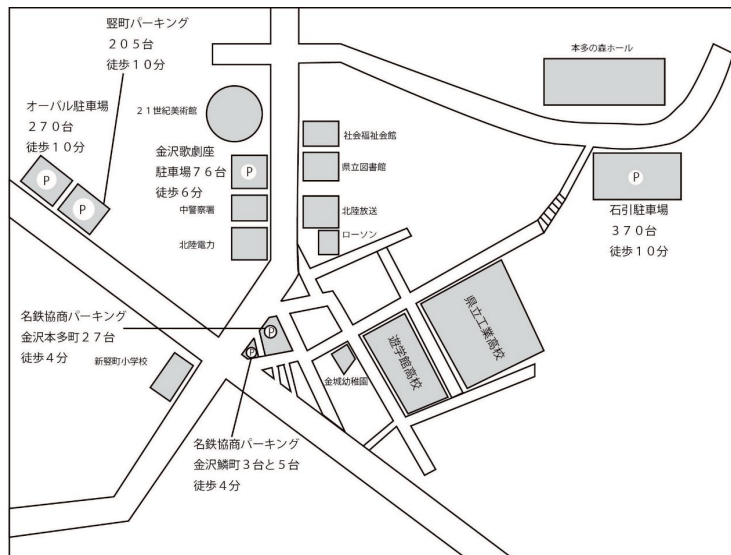 竪町パーキング
２０５台
徒歩１０分
オーバル駐車場
２７０台
徒歩１０分
P
P
２１世紀美術館
金沢歌劇座
駐車場７６台
徒歩６分
P
中警察署
北陸電力
社会福祉会館
県立図書館
北陸放送
ローソン
本多の森ホール
P
石引駐車場
３７０台
徒歩１０分
名鉄協商パーキング
金沢本多町２７台
徒歩４分
P
P
新竪町小学校
金城幼稚園
遊学館高校
県立工業高校
名鉄協商パーキング
金沢鱗町３台と５台
徒歩４分